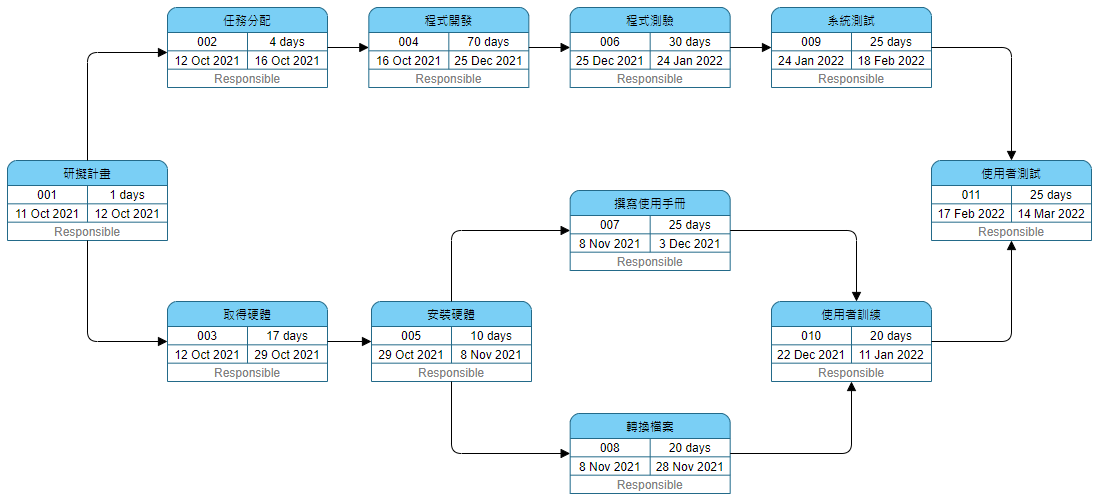 任務分配
002 4 days
12 Oct 2021 16 Oct 2021
Responsible
程式開發
004 70 days
16 Oct 2021 25 Dec 2021
Responsible
程式測驗
006 30 days
25 Dec 2021 24 Jan 2022
Responsible
系統測試
009 25 days
24 Jan 2022 18 Feb 2022
Responsible
研擬計畫
001 1 days
11 Oct 2021 12 Oct 2021
Responsible
使用者測試
011 25 days
17 Feb 2022 14 Mar 2022
Responsible
撰寫使用手冊
007 25 days
8 Nov 2021 3 Dec 2021
Responsible
取得硬體
003 17 days
12 Oct 2021 29 Oct 2021
Responsible
安裝硬體
005 10 days
29 Oct 2021 8 Nov 2021
Responsible
使用者訓練
010 20 days
22 Dec 2021 11 Jan 2022
Responsible
轉換檔案
008 20 days
8 Nov 2021 28 Nov 2021
Responsible